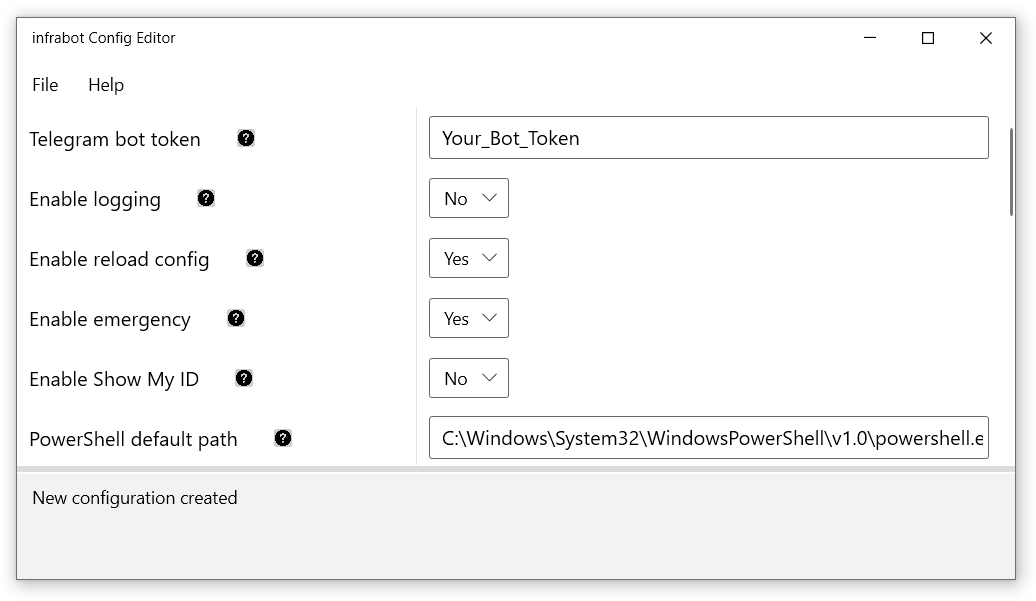 infrabot Config Editor
File Help
Telegram bot token ? Your_Bot_Token
Enable logging ? No
Enable reload config ? Yes
Enable emergency ? Yes
Enable Show My ID ? No
PowerShell default path ? C:\Windows\System32\WindowsPowerShell\v1.0\powershell.e
New configuration created